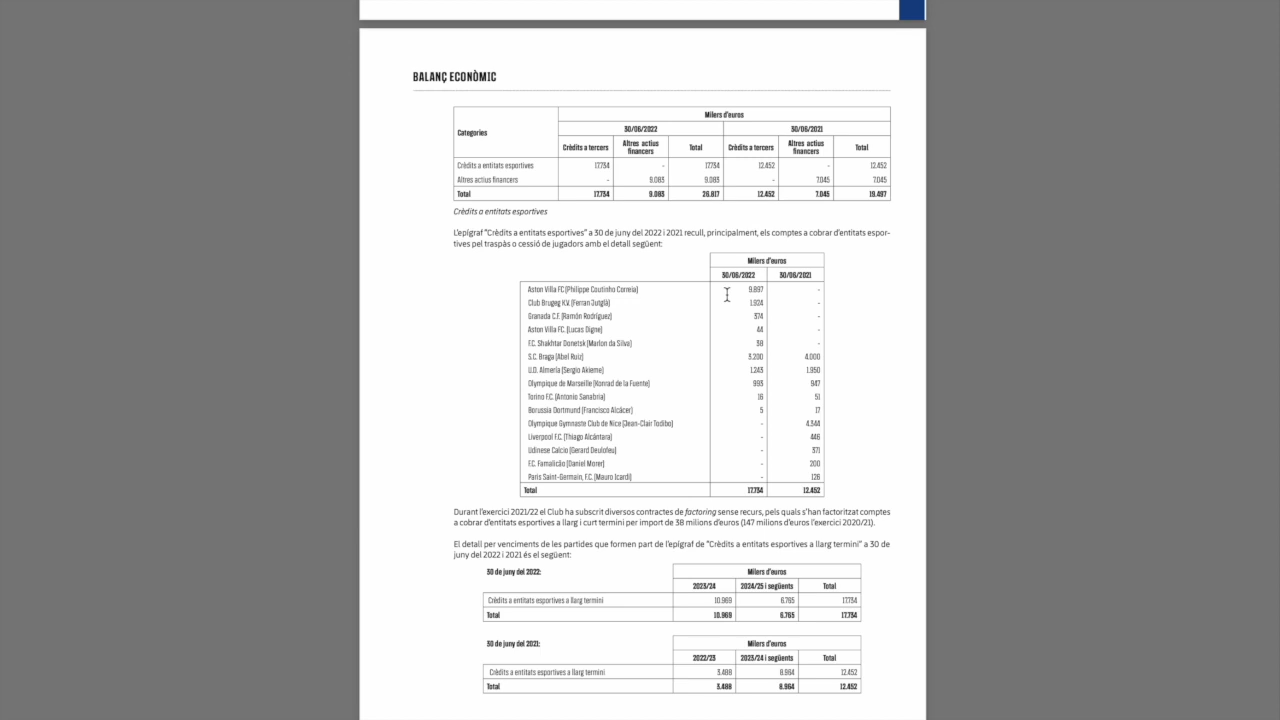 BALANÇ ECONÒMIC
Milers d'euros
Categories
30/06/2022 30/06/2021
Crèdits a tercers Altres actius financers Total Crèdits a tercers Altres actius financers Total
Crèdits a entitats esportives 17.734 - 17.734 12.452 - 12.452
Altres actius financers - 9.083 9.083 - 7.045 7.045
Total 17.734 9.083 26.817 12.452 7.045 19.497
Crèdits a entitats esportives
L'epígraf "Crèdits a entitats esportives" a 30 de juny del 2022 i 2021 recull, principalment, els comptes a cobrar d'entitats espor-
tives pel traspàs o cessió de jugadors amb el detall següent:
Milers d'euros
30/06/2022 30/06/2021
Aston Villa FC (Philippe Coutinho Correia) 9.897 -
Club Brugeg K.V. (Ferran Jutglà) 1.924 -
Granada C.F. (Ramón Rodríguez) 374 -
Aston Villa FC. (Lucas Digne) 44 -
F.C. Shakhtar Donetsk (Marlon da Silva) 38 -
S.C. Braga (Abel Ruiz) 3.200 4.000
U.D. Almería (Sergio Akieme) 1.243 1.950
Olympique de Marseille (Konrad de la Fuente) 993 947
Torino F.C. (Antonio Sanabria) 16 51
Borussia Dortmund (Francisco Alcácer) 5 17
Olympique Gymnaste Club de Nice (Jean-Clair Todibo) - 4.344
Liverpool F.C. (Thiago Alcántara) - 446
Udinese Calcio (Gerard Deulofeu) - 371
F.C. Famalicão (Daniel Morer) - 200
Paris Saint-Germain, F.C. (Mauro Icardi) - 126
Total 17.734 12.452
Durant l'exercici 2021/22 el Club ha subscrit diversos contractes de factoring sense recurs, pels quals s'han factoritzat comptes
a cobrar d'entitats esportives a llarg i curt termini per import de 38 milions d'euros (147 milions d'euros l'exercici 2020/21).
El detall per venciments de les partides que formen part de l'epígraf de "Crèdits a entitats esportives a llarg termini" a 30 de
juny del 2022 i 2021 és el següent:
30 de juny del 2022: Milers d'euros
2023/24 2024/25 i següents Total
Crèdits a entitats esportives a llarg termini 10.969 6.765 17.734
Total 10.969 6.765 17.734
30 de juny del 2021: Milers d'euros
2022/23 2023/24 i següents Total
Crèdits a entitats esportives a llarg termini 3.488 8.964 12.452
Total 3.488 8.964 12.452